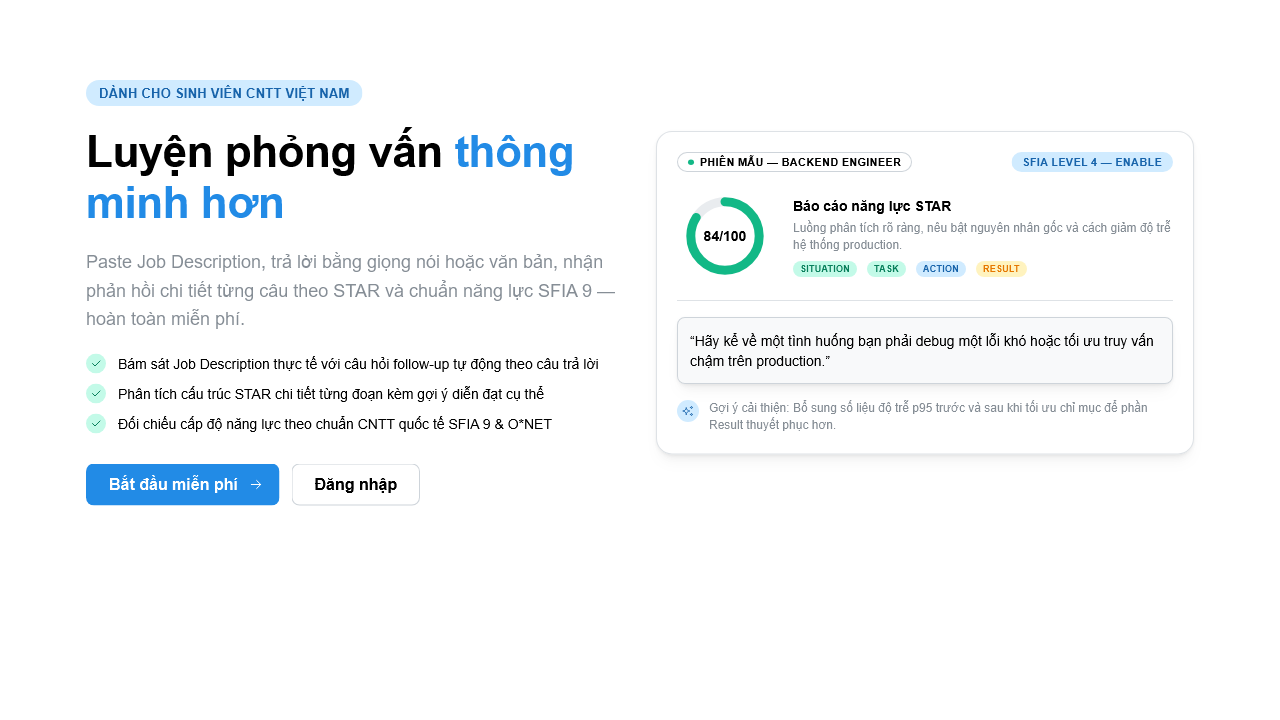 DÀNH CHO SINH VIÊN CNTT VIỆT NAM
Luyện phỏng vấn thông
minh hơn
Paste Job Description, trả lời bằng giọng nói hoặc văn bản, nhận
phản hồi chi tiết từng câu theo STAR và chuẩn năng lực SFIA 9 —
hoàn toàn miễn phí.
Bám sát Job Description thực tế với câu hỏi follow-up tự động theo câu trả lời
Phân tích cấu trúc STAR chi tiết từng đoạn kèm gợi ý diễn đạt cụ thể
Đối chiếu cấp độ năng lực theo chuẩn CNTT quốc tế SFIA 9 & O*NET
Bắt đầu miễn phí
Đăng nhập
PHIÊN MẪU — BACKEND ENGINEER
SFIA LEVEL 4 — ENABLE
84/100
Báo cáo năng lực STAR
Luồng phân tích rõ ràng, nêu bật nguyên nhân gốc và cách giảm độ trễ
hệ thống production.
SITUATION
TASK
ACTION
RESULT
“Hãy kể về một tình huống bạn phải debug một lỗi khó hoặc tối ưu truy vấn
chậm trên production.”
Gợi ý cải thiện: Bổ sung số liệu độ trễ p95 trước và sau khi tối ưu chỉ mục để phần
Result thuyết phục hơn.